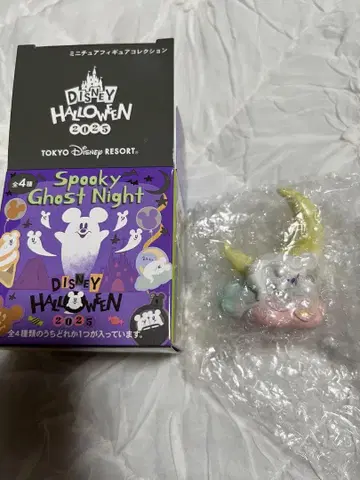 ミニチュアフィギュアコレクション
DISNEY
HALLOWEEN
2025
TOKYO Disney RESORT®
全4種
Spooky
Ghost Night
DISNEY
HALLOWEEN
2025
全4種類のうちどれか1つが入っています。